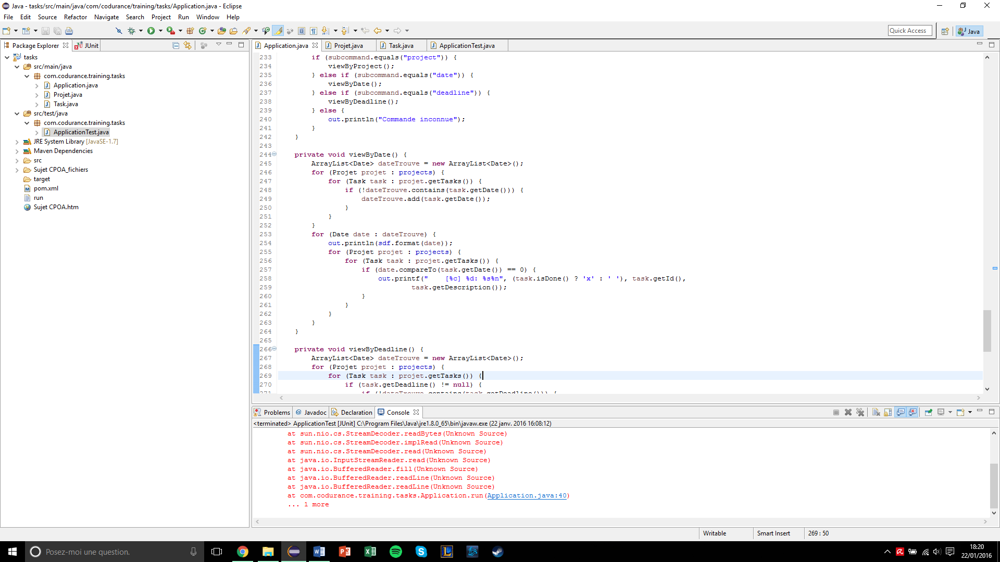 Java - tasks/src/main/java/com/codurance/training/tasks/Application.java - Eclipse
File Edit Source Refactor Navigate Search Project Run Window Help
Quick Access
Java
Package Explorer
JUnit
tasks
src/main/java
com.codurance.training.tasks
Application.java
Projet.java
Task.java
src/test/java
com.codurance.training.tasks
ApplicationTest.java
JRE System Library [JavaSE-1.7]
Maven Dependencies
src
Sujet CPOA_fichiers
target
pom.xml
run
Sujet CPOA.htm
Application.java Projet.java Task.java ApplicationTest.java
233 if (subcommand.equals("project")) {
234 viewByProject();
235 } else if (subcommand.equals("date")) {
236 viewByDate();
237 } else if (subcommand.equals("deadline")) {
238 viewByDeadline();
239 } else {
240 out.println("Commande inconnue");
241 }
242 }
243
244 private void viewByDate() {
245 ArrayList<Date> dateTrouve = new ArrayList<Date>();
246 for (Projet projet : projects) {
247 for (Task task : projet.getTasks()) {
248 if (!dateTrouve.contains(task.getDate())) {
249 dateTrouve.add(task.getDate());
250 }
251 }
252 }
253 for (Date date : dateTrouve) {
254 out.println(sdf.format(date));
255 for (Projet projet : projects) {
256 for (Task task : projet.getTasks()) {
257 if (date.compareTo(task.getDate()) == 0) {
258 out.printf("    [%c] %d: %s%n", (task.isDone() ? 'x' : ' '), task.getId(),
259 task.getDescription());
260 }
261 }
262 }
263 }
264 }
265
266 private void viewByDeadline() {
267 ArrayList<Date> dateTrouve = new ArrayList<Date>();
268 for (Projet projet : projects) {
269 for (Task task : projet.getTasks()) {
270 if (task.getDeadline() != null) {
271 if (!dateTrouve.contains(task.getDeadline())) {
Problems Javadoc Declaration Console
<terminated> ApplicationTest [JUnit] C:\Program Files\Java\jre1.8.0_65\bin\javaw.exe (22 janv. 2016 16:08:12)
at sun.nio.cs.StreamDecoder.readBytes(Unknown Source)
at sun.nio.cs.StreamDecoder.implRead(Unknown Source)
at sun.nio.cs.StreamDecoder.read(Unknown Source)
at java.io.InputStreamReader.read(Unknown Source)
at java.io.BufferedReader.fill(Unknown Source)
at java.io.BufferedReader.readLine(Unknown Source)
at java.io.BufferedReader.readLine(Unknown Source)
at com.codurance.training.tasks.Application.run(Application.java:40)
... 1 more
Writable Smart Insert 269 : 50
Posez-moi une question.
18:20
22/01/2016